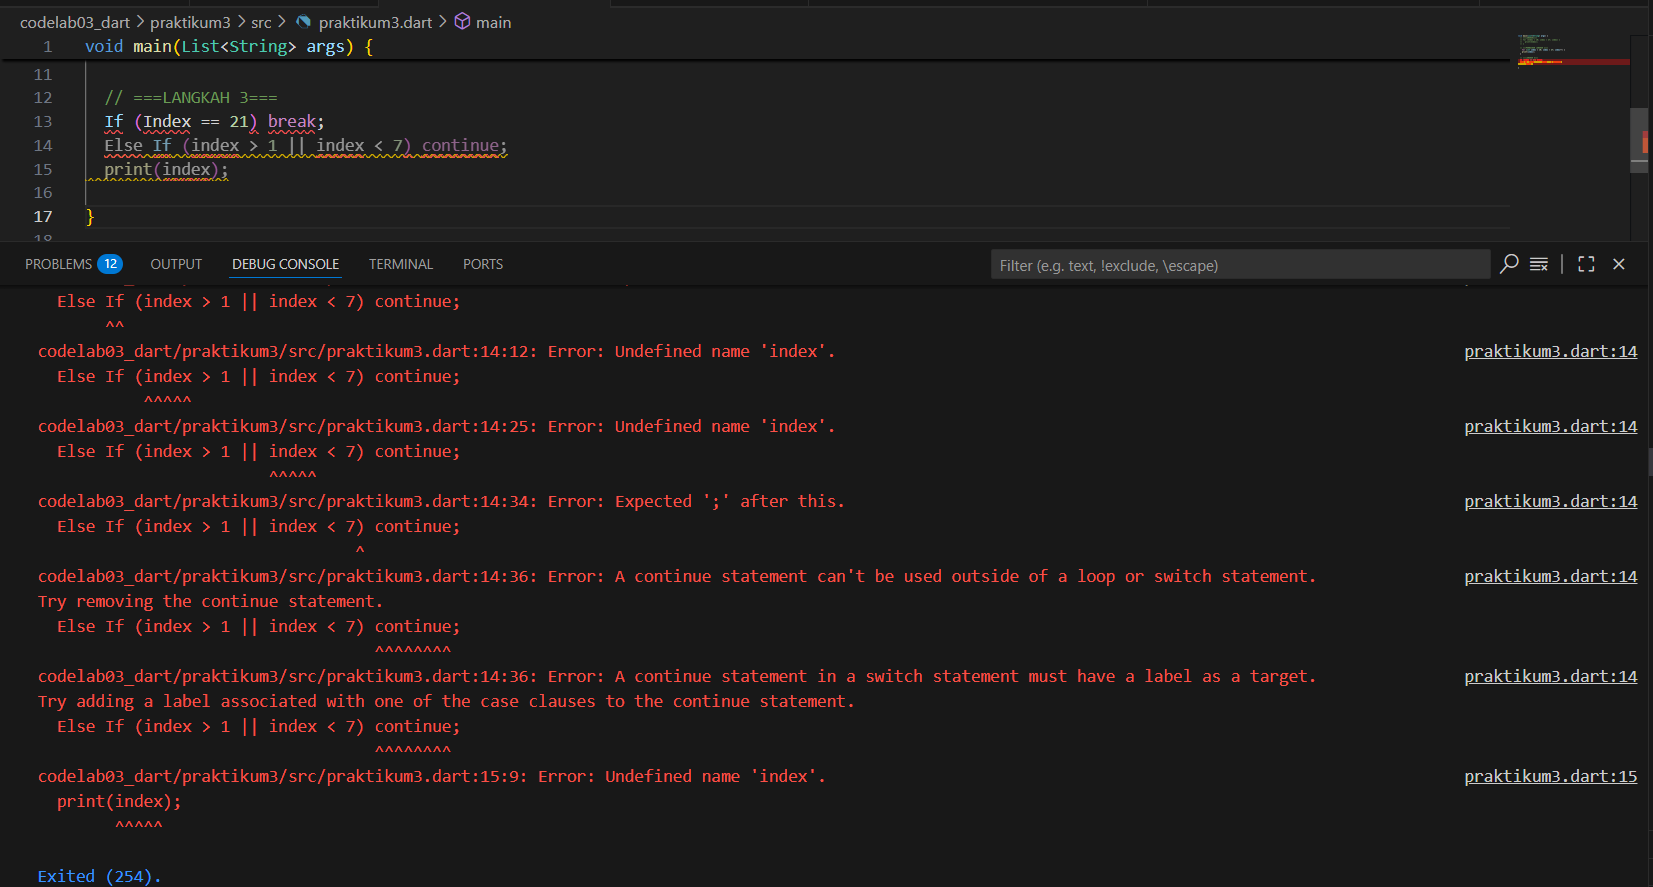 codelab03_dart > praktikum3 > src > praktikum3.dart > main
1 void main(List<String> args) {
11
12 // ===LANGKAH 3===
13 If (Index == 21) break;
14 Else If (index > 1 || index < 7) continue;
15 print(index);
16
17 }
18
PROBLEMS 12 OUTPUT DEBUG CONSOLE TERMINAL PORTS Filter (e.g. text, !exclude, \escape)
Else If (index > 1 || index < 7) continue;
^^
codelab03_dart/praktikum3/src/praktikum3.dart:14:12: Error: Undefined name 'index'. praktikum3.dart:14
Else If (index > 1 || index < 7) continue;
^^^^^
codelab03_dart/praktikum3/src/praktikum3.dart:14:25: Error: Undefined name 'index'. praktikum3.dart:14
Else If (index > 1 || index < 7) continue;
^^^^^
codelab03_dart/praktikum3/src/praktikum3.dart:14:34: Error: Expected ';' after this. praktikum3.dart:14
Else If (index > 1 || index < 7) continue;
^
codelab03_dart/praktikum3/src/praktikum3.dart:14:36: Error: A continue statement can't be used outside of a loop or switch statement. praktikum3.dart:14
Try removing the continue statement.
Else If (index > 1 || index < 7) continue;
^^^^^^^^
codelab03_dart/praktikum3/src/praktikum3.dart:14:36: Error: A continue statement in a switch statement must have a label as a target. praktikum3.dart:14
Try adding a label associated with one of the case clauses to the continue statement.
Else If (index > 1 || index < 7) continue;
^^^^^^^^
codelab03_dart/praktikum3/src/praktikum3.dart:15:9: Error: Undefined name 'index'. praktikum3.dart:15
print(index);
^^^^^
Exited (254).